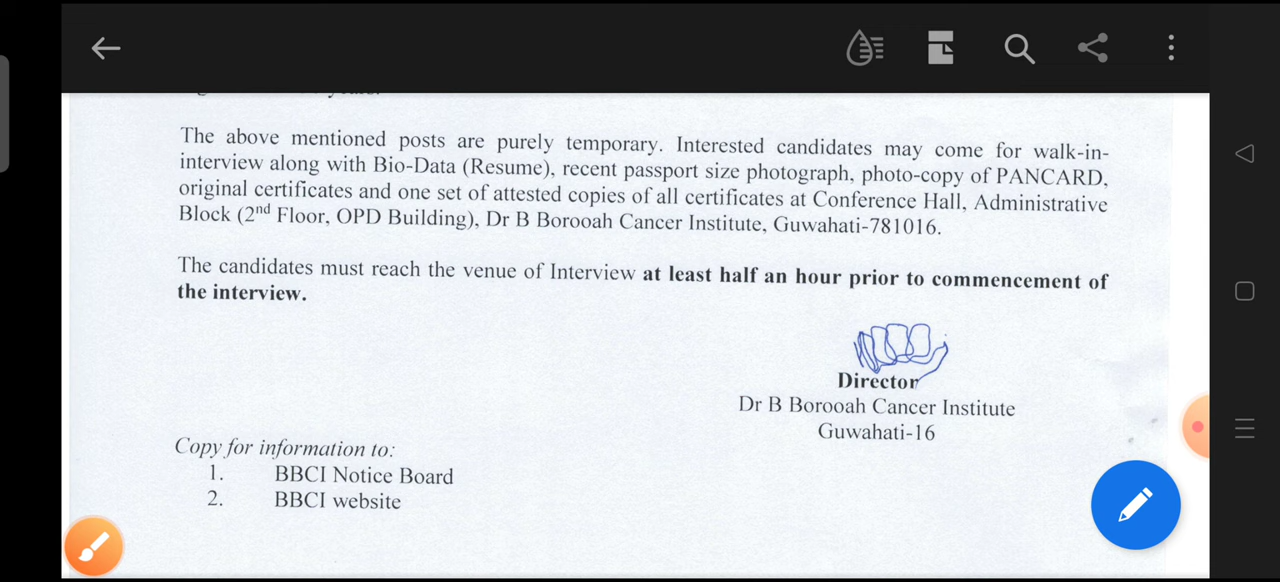 The above mentioned posts are purely temporary. Interested candidates may come for walk-in-
interview along with Bio-Data (Resume), recent passport size photograph, photo-copy of PANCARD,
original certificates and one set of attested copies of all certificates at Conference Hall, Administrative
Block (2nd Floor, OPD Building), Dr B Borooah Cancer Institute, Guwahati-781016.
The candidates must reach the venue of Interview at least half an hour prior to commencement of
the interview.
Director
Dr B Borooah Cancer Institute
Guwahati-16
Copy for information to:
1. BBCI Notice Board
2. BBCI website